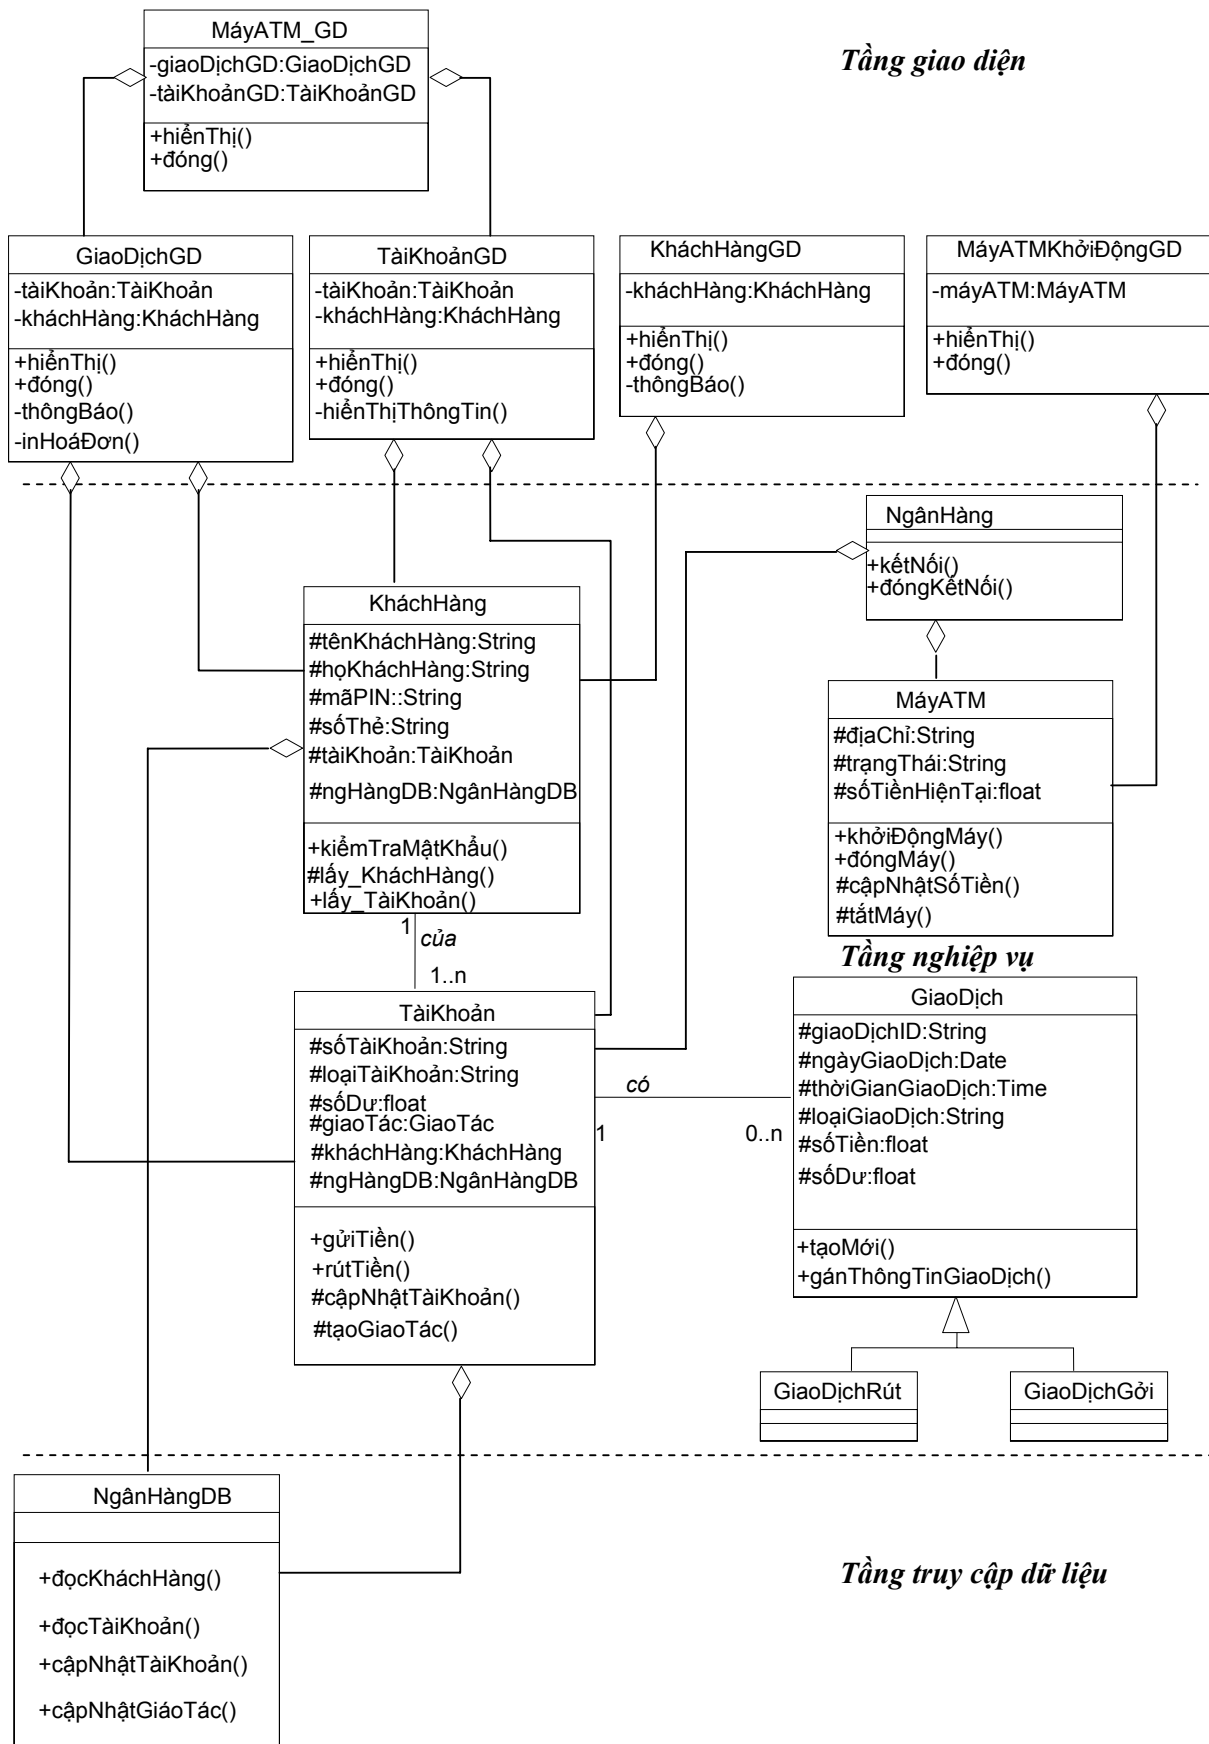 MáyATM_GD
-giaoDịchGD:GiaoDịchGD
-tàiKhoảnGD:TàiKhoảnGD
+hiểnThị()
+đóng()
Tầng giao diện
GiaoDịchGD
-tàiKhoản:TàiKhoản
-kháchHàng:KháchHàng
+hiểnThị()
+đóng()
-thôngBáo()
-inHoáĐơn()
TàiKhoảnGD
-tàiKhoản:TàiKhoản
-kháchHàng:KháchHàng
+hiểnThị()
+đóng()
-hiểnThịThôngTin()
KháchHàngGD
-kháchHàng:KháchHàng
+hiểnThị()
+đóng()
-thôngBáo()
MáyATMKhởiĐộngGD
-máyATM:MáyATM
+hiểnThị()
+đóng()
NgânHàng
+kếtNối()
+đóngKếtNối()
KháchHàng
#tênKháchHàng:String
#họKháchHàng:String
#mãPIN::String
#sốThẻ:String
#tàiKhoản:TàiKhoản
#ngHàngDB:NgânHàngDB
+kiểmTraMậtKhẩu()
#lấy_KháchHàng()
+lấy_TàiKhoản()
MáyATM
#địaChỉ:String
#trạngThái:String
#sốTiềnHiệnTại:float
+khởiĐộngMáy()
+đóngMáy()
#cậpNhậtSốTiền()
#tắtMáy()
1
của
1..n
Tầng nghiệp vụ
TàiKhoản
#sốTàiKhoản:String
#loạiTàiKhoản:String
#sốDư:float
#giaoTác:GiaoTác
#kháchHàng:KháchHàng
#ngHàngDB:NgânHàngDB
+gửiTiền()
+rútTiền()
#cậpNhậtTàiKhoản()
#tạoGiaoTác()
có
1
0..n
GiaoDịch
#giaoDịchID:String
#ngàyGiaoDịch:Date
#thờiGianGiaoDịch:Time
#loạiGiaoDịch:String
#sốTiền:float
#sốDư:float
+tạoMới()
+gánThôngTinGiaoDịch()
GiaoDịchRút
GiaoDịchGởi
NgânHàngDB
+đọcKháchHàng()
+đọcTàiKhoản()
+cậpNhậtTàiKhoản()
+cậpNhậtGiáoTác()
Tầng truy cập dữ liệu